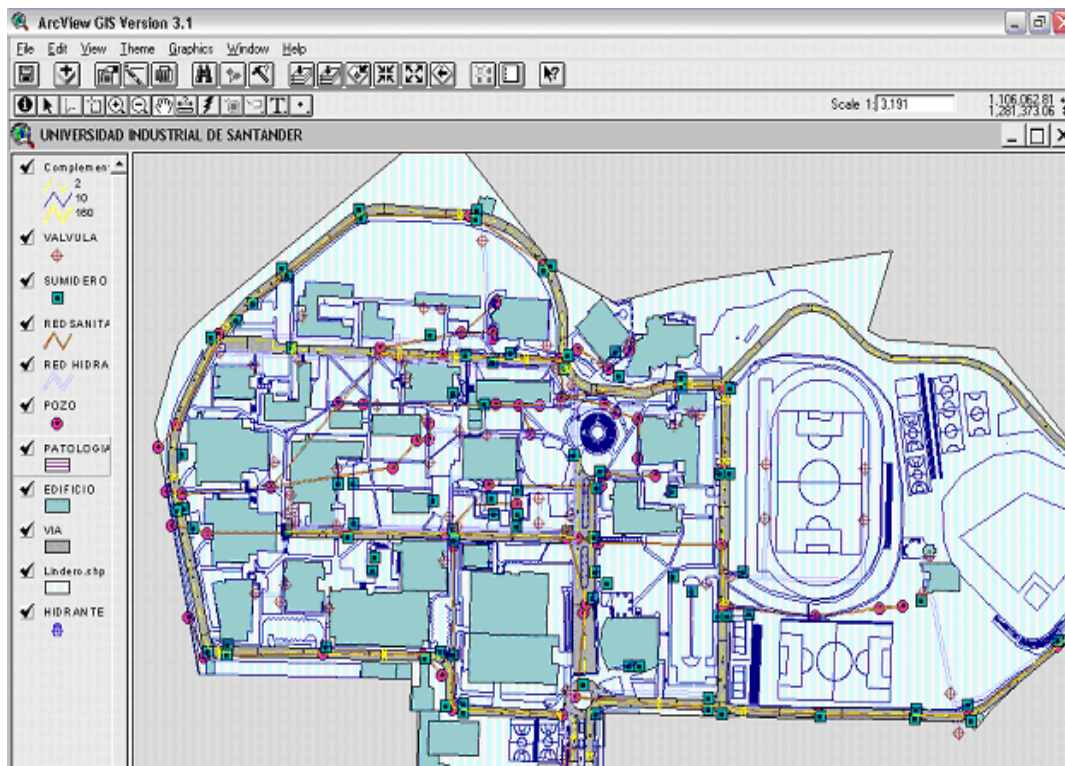 ArcView GIS Version 3.1
File Edit View Theme Graphics Window Help
Scale 1: 3.191
1,106,062.81
1,281,373.06
UNIVERSIDAD INDUSTRIAL DE SANTANDER
Complemen
2
10
160
VALVULA
SUMIDERO
RED SANITA
RED HIDRA
POZO
PATOLOGIA
EDIFICIO
VIA
Lindero.shp
HIDRANTE